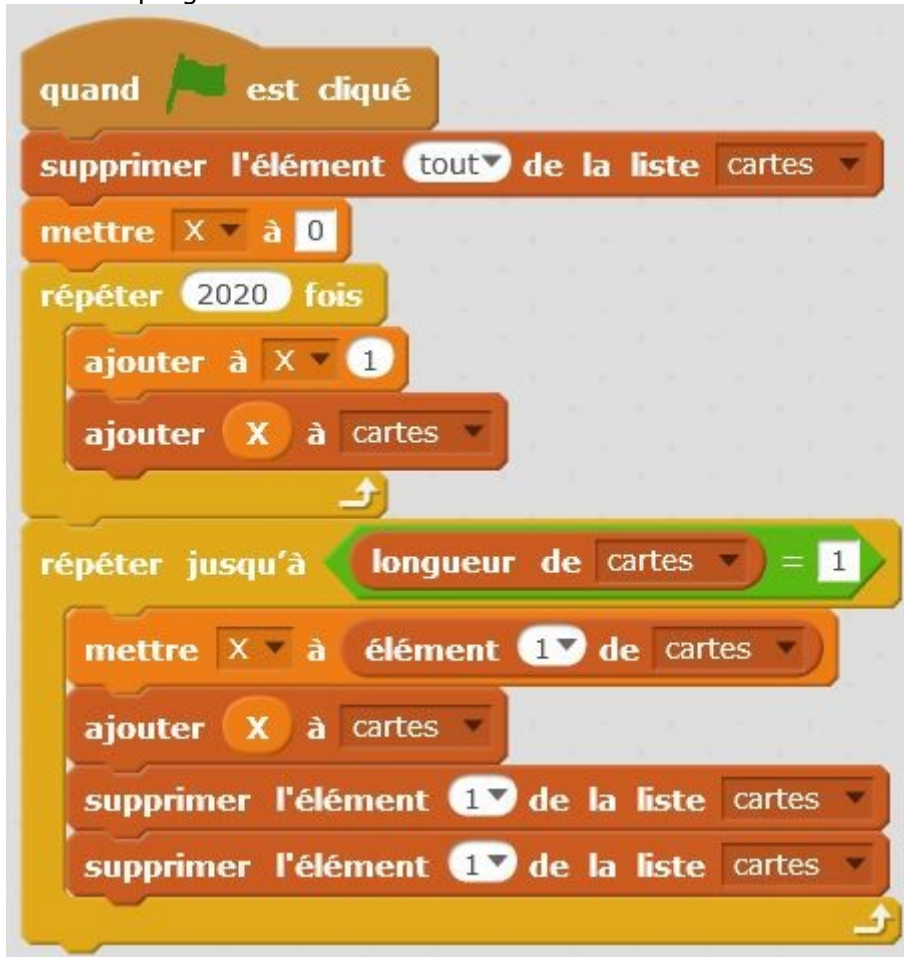 quand est cliqué
supprimer l'élément tout de la liste cartes
mettre X à 0
répéter 2020 fois
ajouter à X 1
ajouter X à cartes
répéter jusqu'à longueur de cartes = 1
mettre X à élément 1 de cartes
ajouter X à cartes
supprimer l'élément 1 de la liste cartes
supprimer l'élément 1 de la liste cartes